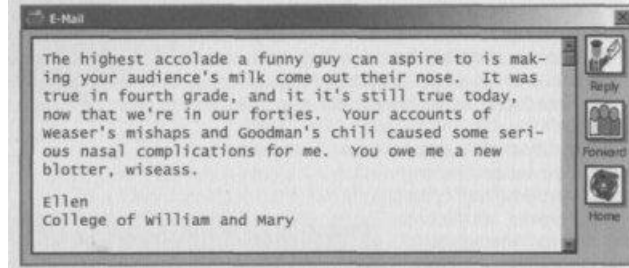 E-Mail
The highest accolade a funny guy can aspire to is mak-
ing your audience's milk come out their nose.  It was
true in fourth grade, and it it's still true today,
now that we're in our forties.  Your accounts of
Weaser's mishaps and Goodman's chili caused some seri-
ous nasal complications for me.  You owe me a new
blotter, wiseass.
Ellen
College of William and Mary
Reply
Forward
Home